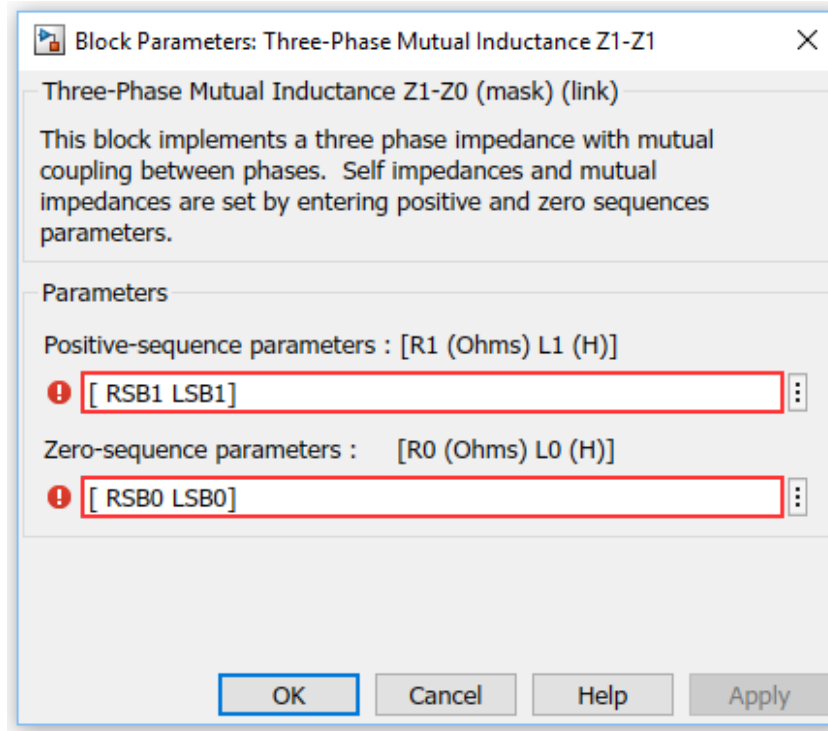 Block Parameters: Three-Phase Mutual Inductance Z1-Z1
Three-Phase Mutual Inductance Z1-Z0 (mask) (link)
This block implements a three phase impedance with mutual
coupling between phases.  Self impedances and mutual
impedances are set by entering positive and zero sequences
parameters.
Parameters
Positive-sequence parameters : [R1 (Ohms) L1 (H)]
[ RSB1 LSB1]
Zero-sequence parameters :     [R0 (Ohms) L0 (H)]
[ RSB0 LSB0]
OK Cancel Help Apply